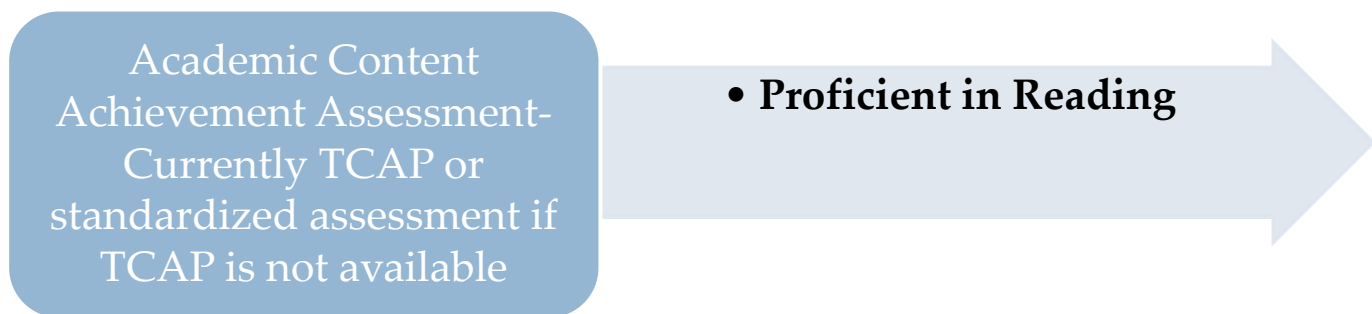 Academic Content
Achievement Assessment-
Currently TCAP or
standardized assessment if
TCAP is not available
• Proficient in Reading